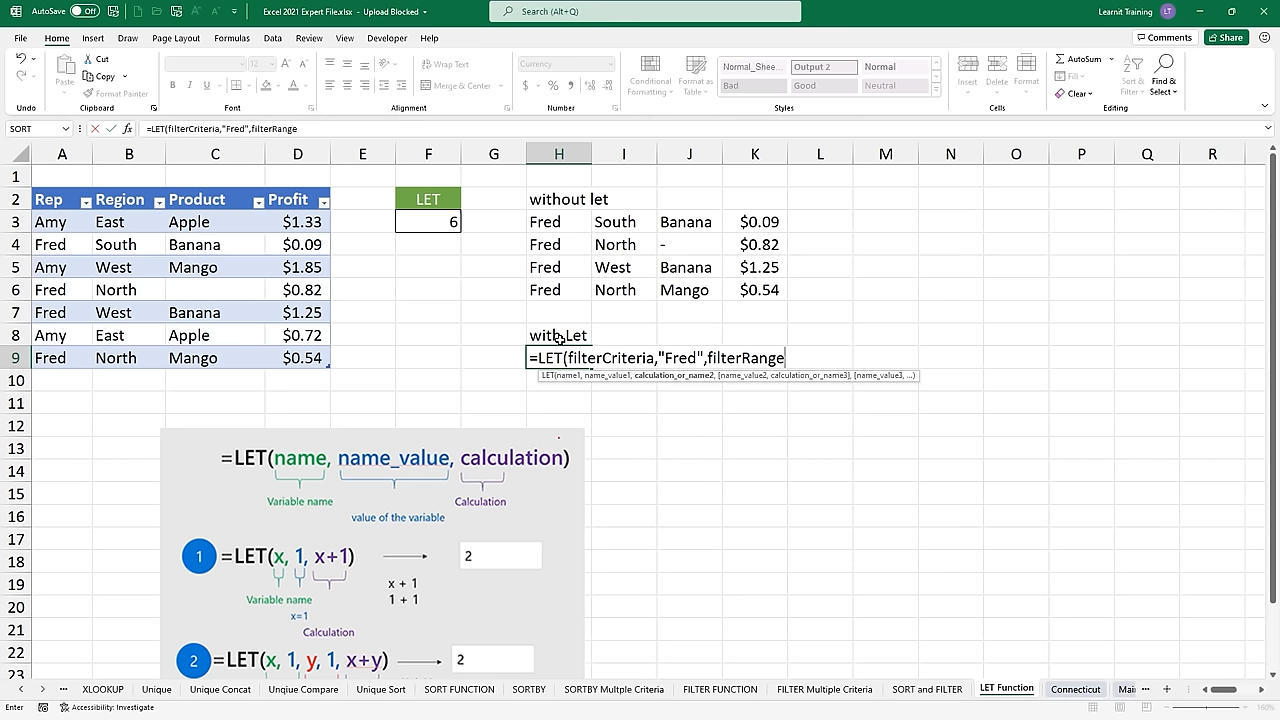 AutoSave Off Excel 2021 Expert File.xlsx - Upload Blocked Search (Alt+Q) Learnit Training LT
File Home Insert Draw Page Layout Formulas Data Review View Developer Help Comments Share
Undo Paste Cut Copy Format Painter Clipboard
12 A A B I U A Font
Wrap Text Merge & Center Alignment
Currency $ % Number
Conditional Formatting Format as Table Normal_Shee... Output 2 Normal Bad Good Neutral Styles
Insert Delete Format Cells
AutoSum Fill Clear Sort & Filter Find & Select Editing
SORT fx =LET(filterCriteria,"Fred",filterRange
A B C D E F G H I J K L M N O P Q R
1
2 Rep Region Product Profit LET without let
3 Amy East Apple $1.33 6 Fred South Banana $0.09
4 Fred South Banana $0.09 Fred North - $0.82
5 Amy West Mango $1.85 Fred West Banana $1.25
6 Fred North $0.82 Fred North Mango $0.54
7 Fred West Banana $1.25
8 Amy East Apple $0.72 with Let
9 Fred North Mango $0.54 =LET(filterCriteria,"Fred",filterRange
LET(name1, name_value1, calculation_or_name2, [name_value2, calculation_or_name3], [name_value3, ...)
10
11
12
13 =LET(name, name_value, calculation)
14
15 Variable name Calculation
16 value of the variable
17
18 1 =LET(x, 1, x+1) 2
19 x + 1
Variable name 1 + 1
20 x=1
21 Calculation
22 2 =LET(x, 1, y, 1, x+y) 2
23
XLOOKUP Unique Unique Concat Unique Compare Unique Sort SORT FUNCTION SORTBY SORTBY Multple Criteria FILTER FUNCTION FILTER Multiple Criteria SORT and FILTER LET Function Connecticut Mai
Enter Accessibility: Investigate 160%